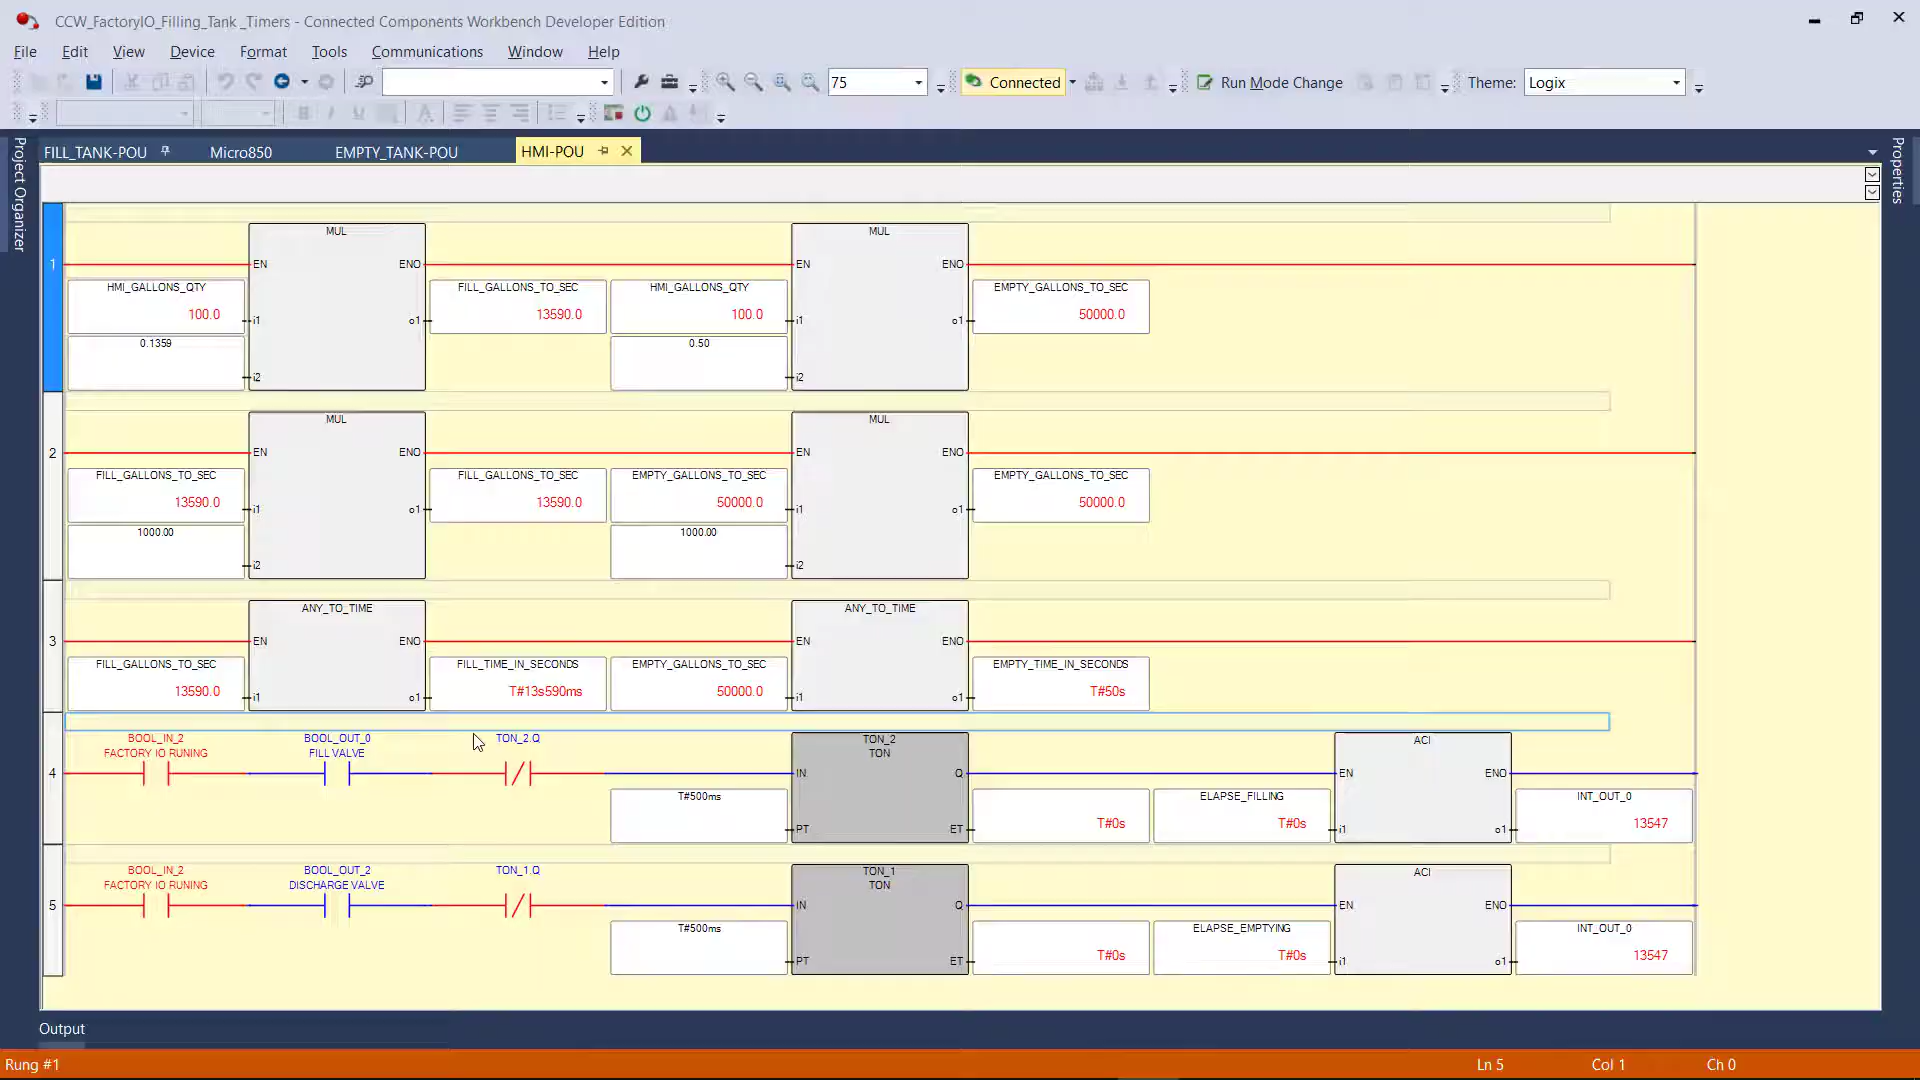 CCW_FactoryIO_Filling_Tank _Timers - Connected Components Workbench Developer Edition
File Edit View Device Format Tools Communications Window Help
75 Connected Run Mode Change Theme: Logix
FILL_TANK-POU Micro850 EMPTY_TANK-POU HMI-POU
Project Organizer
Properties
1
MUL MUL
EN ENO EN ENO
HMI_GALLONS_QTY FILL_GALLONS_TO_SEC HMI_GALLONS_QTY EMPTY_GALLONS_TO_SEC
100.0 13590.0 100.0 50000.0
i1 o1 i1 o1
0.1359 0.50
i2 i2
2
MUL MUL
EN ENO EN ENO
FILL_GALLONS_TO_SEC FILL_GALLONS_TO_SEC EMPTY_GALLONS_TO_SEC EMPTY_GALLONS_TO_SEC
13590.0 13590.0 50000.0 50000.0
i1 o1 i1 o1
1000.00 1000.00
i2 i2
3
ANY_TO_TIME ANY_TO_TIME
EN ENO EN ENO
FILL_GALLONS_TO_SEC FILL_TIME_IN_SECONDS EMPTY_GALLONS_TO_SEC EMPTY_TIME_IN_SECONDS
13590.0 T#13s590ms 50000.0 T#50s
i1 o1 i1 o1
4
BOOL_IN_2 BOOL_OUT_0 TON_2.Q TON_2 ACI
FACTORY IO RUNING FILL VALVE TON
IN Q EN ENO
T#500ms ELAPSE_FILLING INT_OUT_0
T#0s T#0s 13547
PT ET i1 o1
5
BOOL_IN_2 BOOL_OUT_2 TON_1.Q TON_1 ACI
FACTORY IO RUNING DISCHARGE VALVE TON
IN Q EN ENO
T#500ms ELAPSE_EMPTYING INT_OUT_0
T#0s T#0s 13547
PT ET i1 o1
Output
Rung #1 Ln 5 Col 1 Ch 0